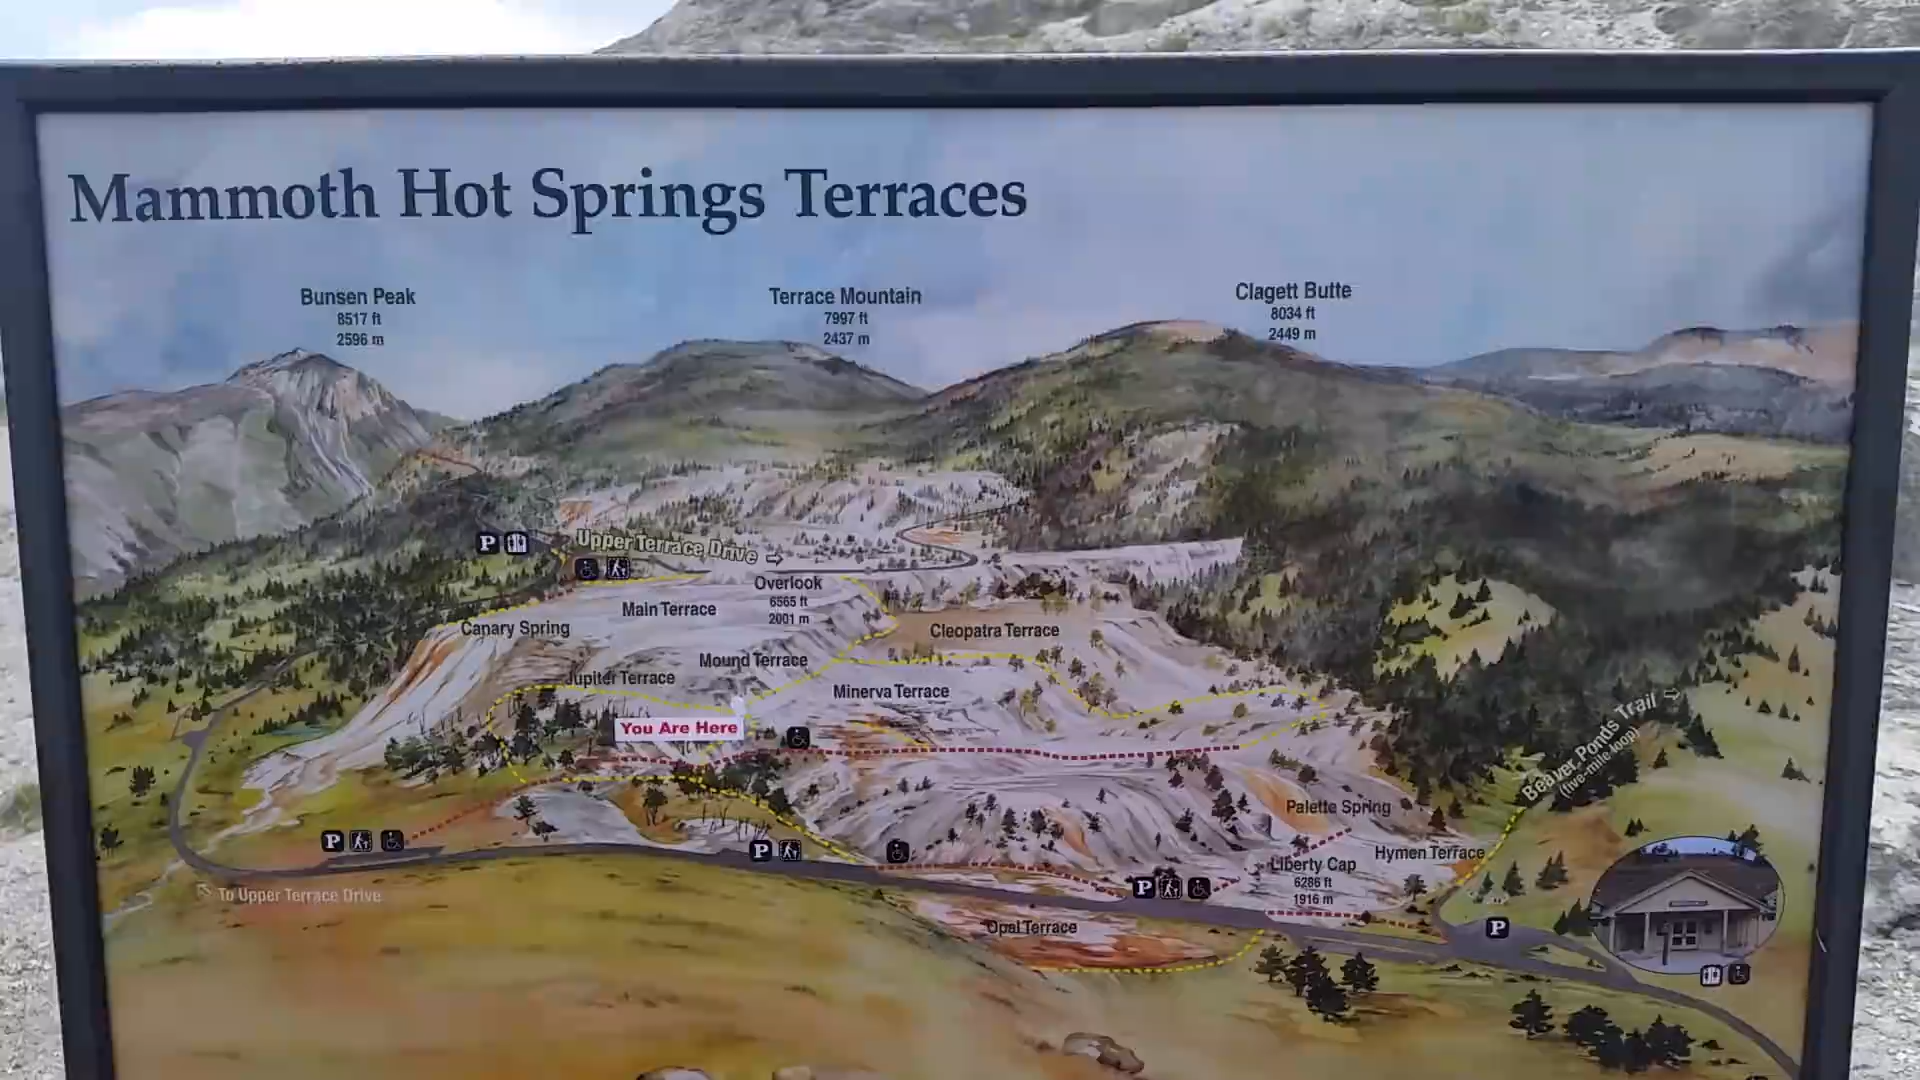 Mammoth Hot Springs Terraces
Bunsen Peak
8517 ft
2596 m
Terrace Mountain
7997 ft
2437 m
Clagett Butte
8034 ft
2449 m
P
Upper Terrace Drive
Overlook
6565 ft
2001 m
Main Terrace
Canary Spring
Cleopatra Terrace
Mound Terrace
Jupiter Terrace
Minerva Terrace
You Are Here
Beaver Ponds Trail
(five-mile loop)
Palette Spring
P
P
Hymen Terrace
Liberty Cap
6286 ft
1916 m
P
To Upper Terrace Drive
Opal Terrace
P